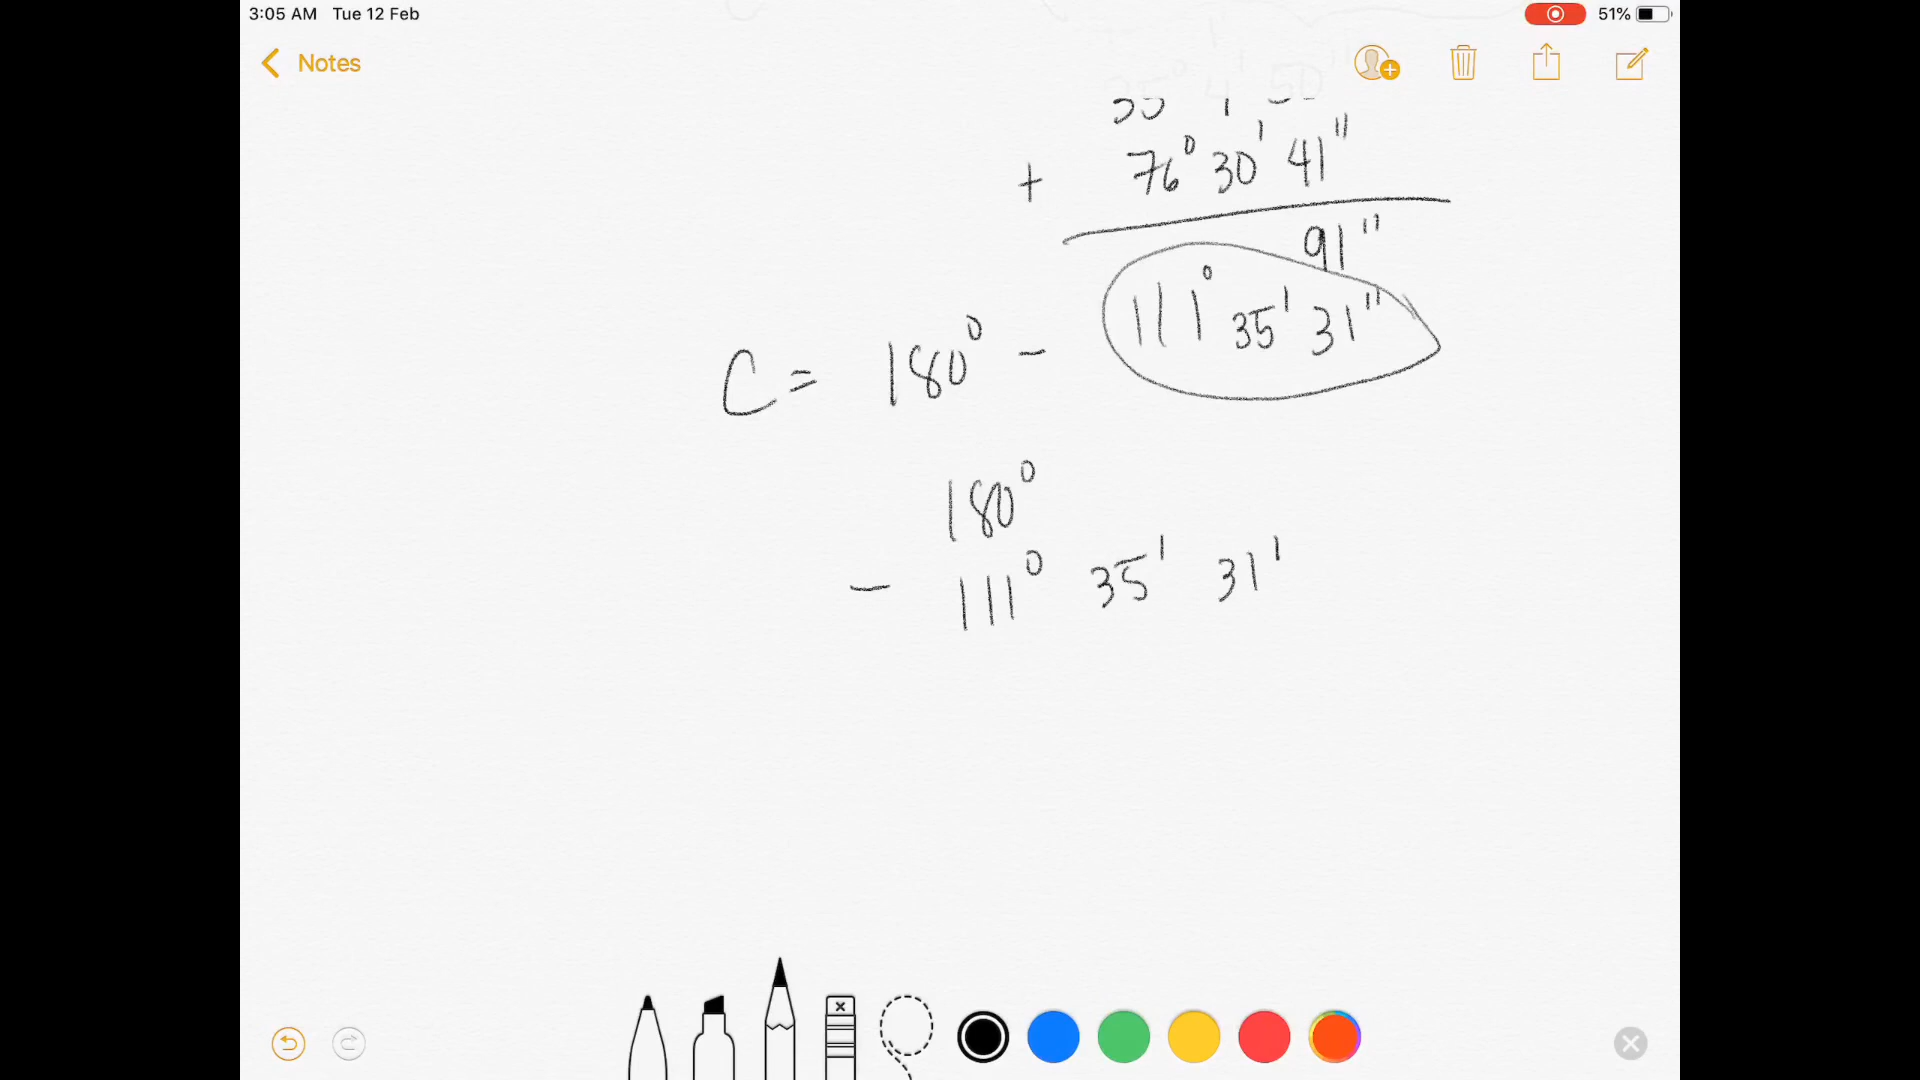 3:05 AM Tue 12 Feb
51%
Notes
+ 76° 30' 41"
91"
C = 180° - 111° 35' 31"
180°
- 111° 35' 31'